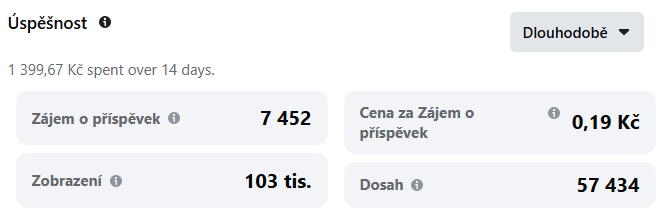 Úspěšnost
Dlouhodobě
1 399,67 Kč spent over 14 days.
Zájem o příspěvek 7 452
Cena za Zájem o
příspěvek 0,19 Kč
Zobrazení 103 tis.
Dosah 57 434